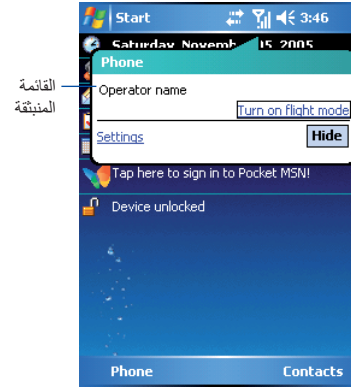 Start 3:46
Saturday, Novemb 15, 2005
Phone
القائمة
المنبثقة
Operator name
Turn on flight mode
Settings
Hide
Tap here to sign in to Pocket MSN!
Device unlocked
Phone
Contacts